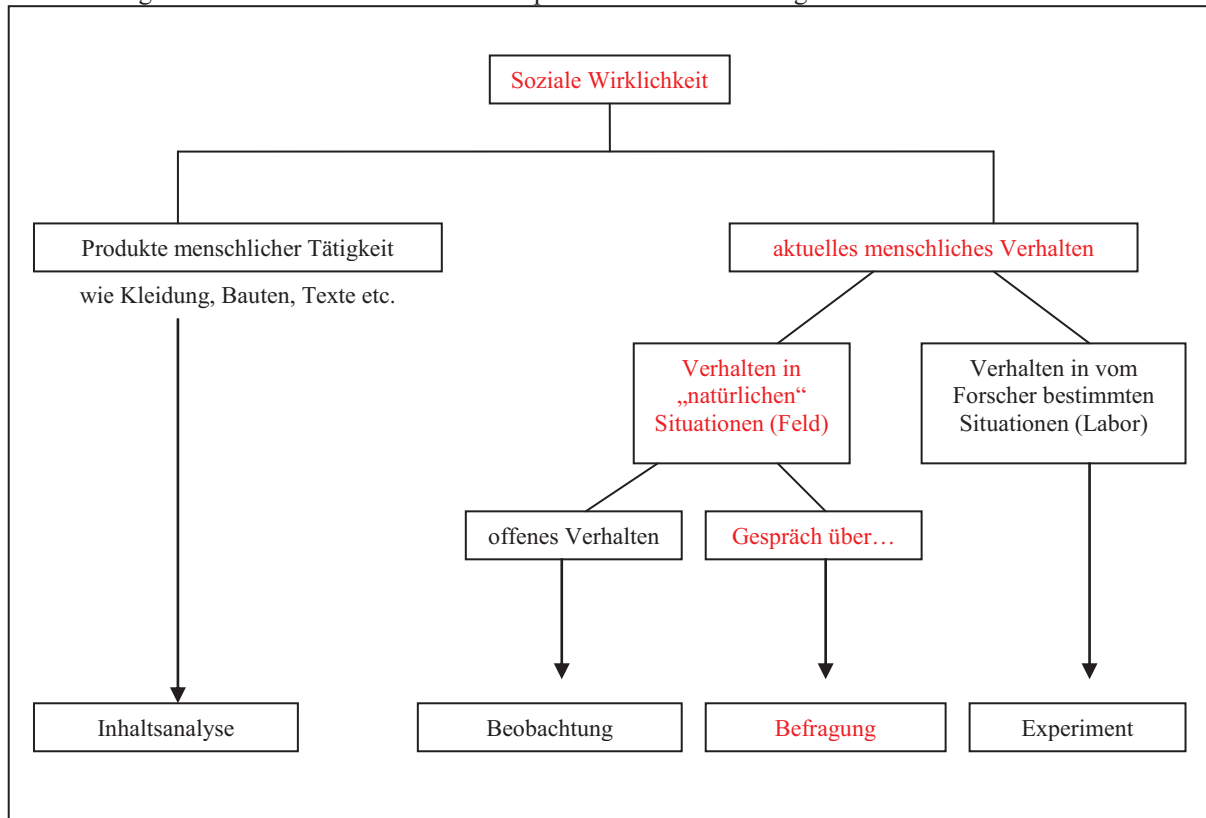 Soziale Wirklichkeit
Produkte menschlicher Tätigkeit
wie Kleidung, Bauten, Texte etc.
aktuelles menschliches Verhalten
Verhalten in
„natürlichen“
Situationen (Feld)
Verhalten in vom
Forscher bestimmten
Situationen (Labor)
offenes Verhalten
Gespräch über…
Inhaltsanalyse
Beobachtung
Befragung
Experiment